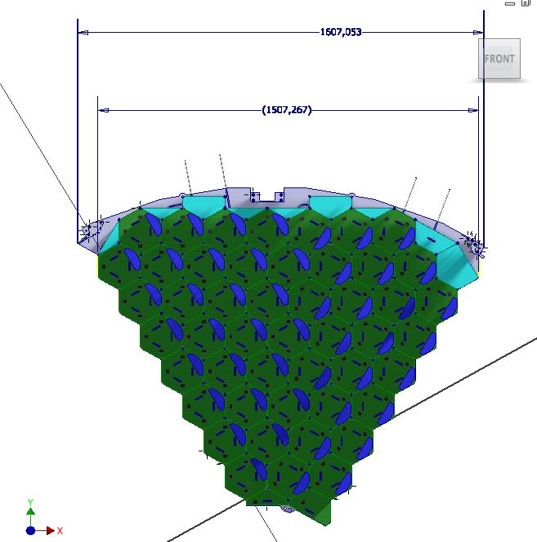 1607,053
FRONT
(1507,267)
Y
X